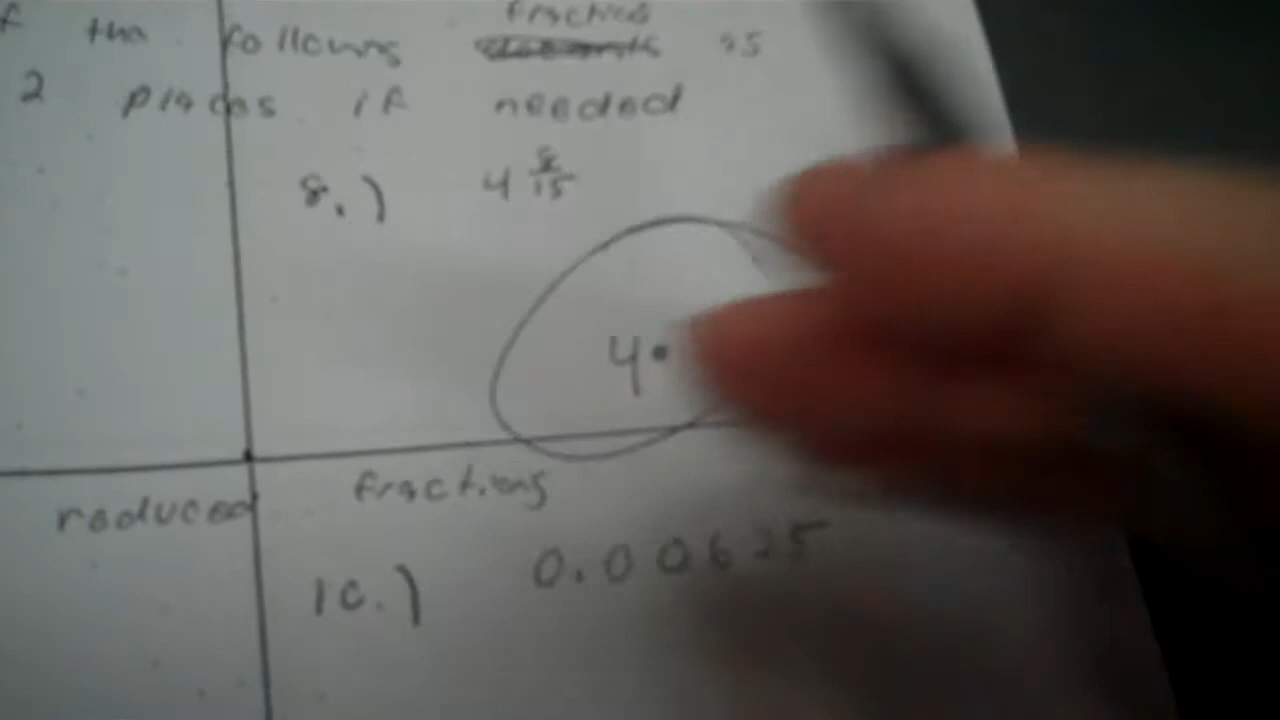 f the following fractions as
2 places if needed
8.) 4 8/15
4.
reduced fractions
10.) 0.00625